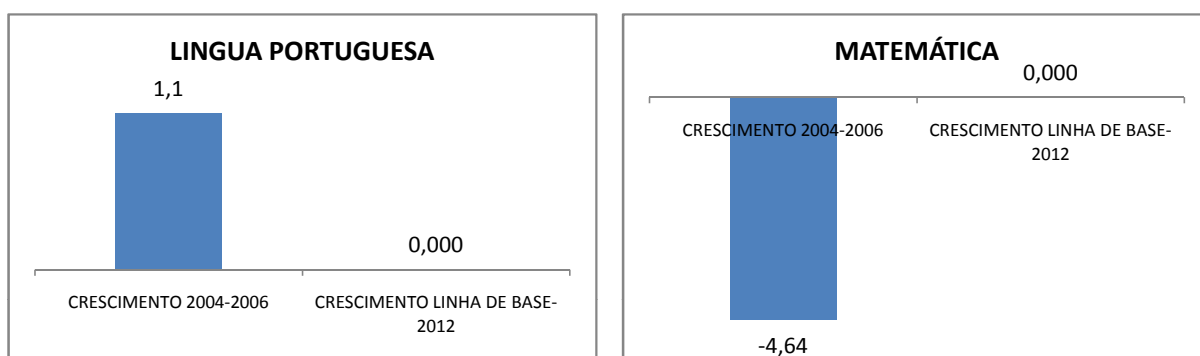 LINGUA PORTUGUESA
1,1
0,000
CRESCIMENTO 2004-2006
CRESCIMENTO LINHA DE BASE-
2012
MATEMÁTICA
0,000
CRESCIMENTO 2004-2006
CRESCIMENTO LINHA DE BASE-
2012
-4,64